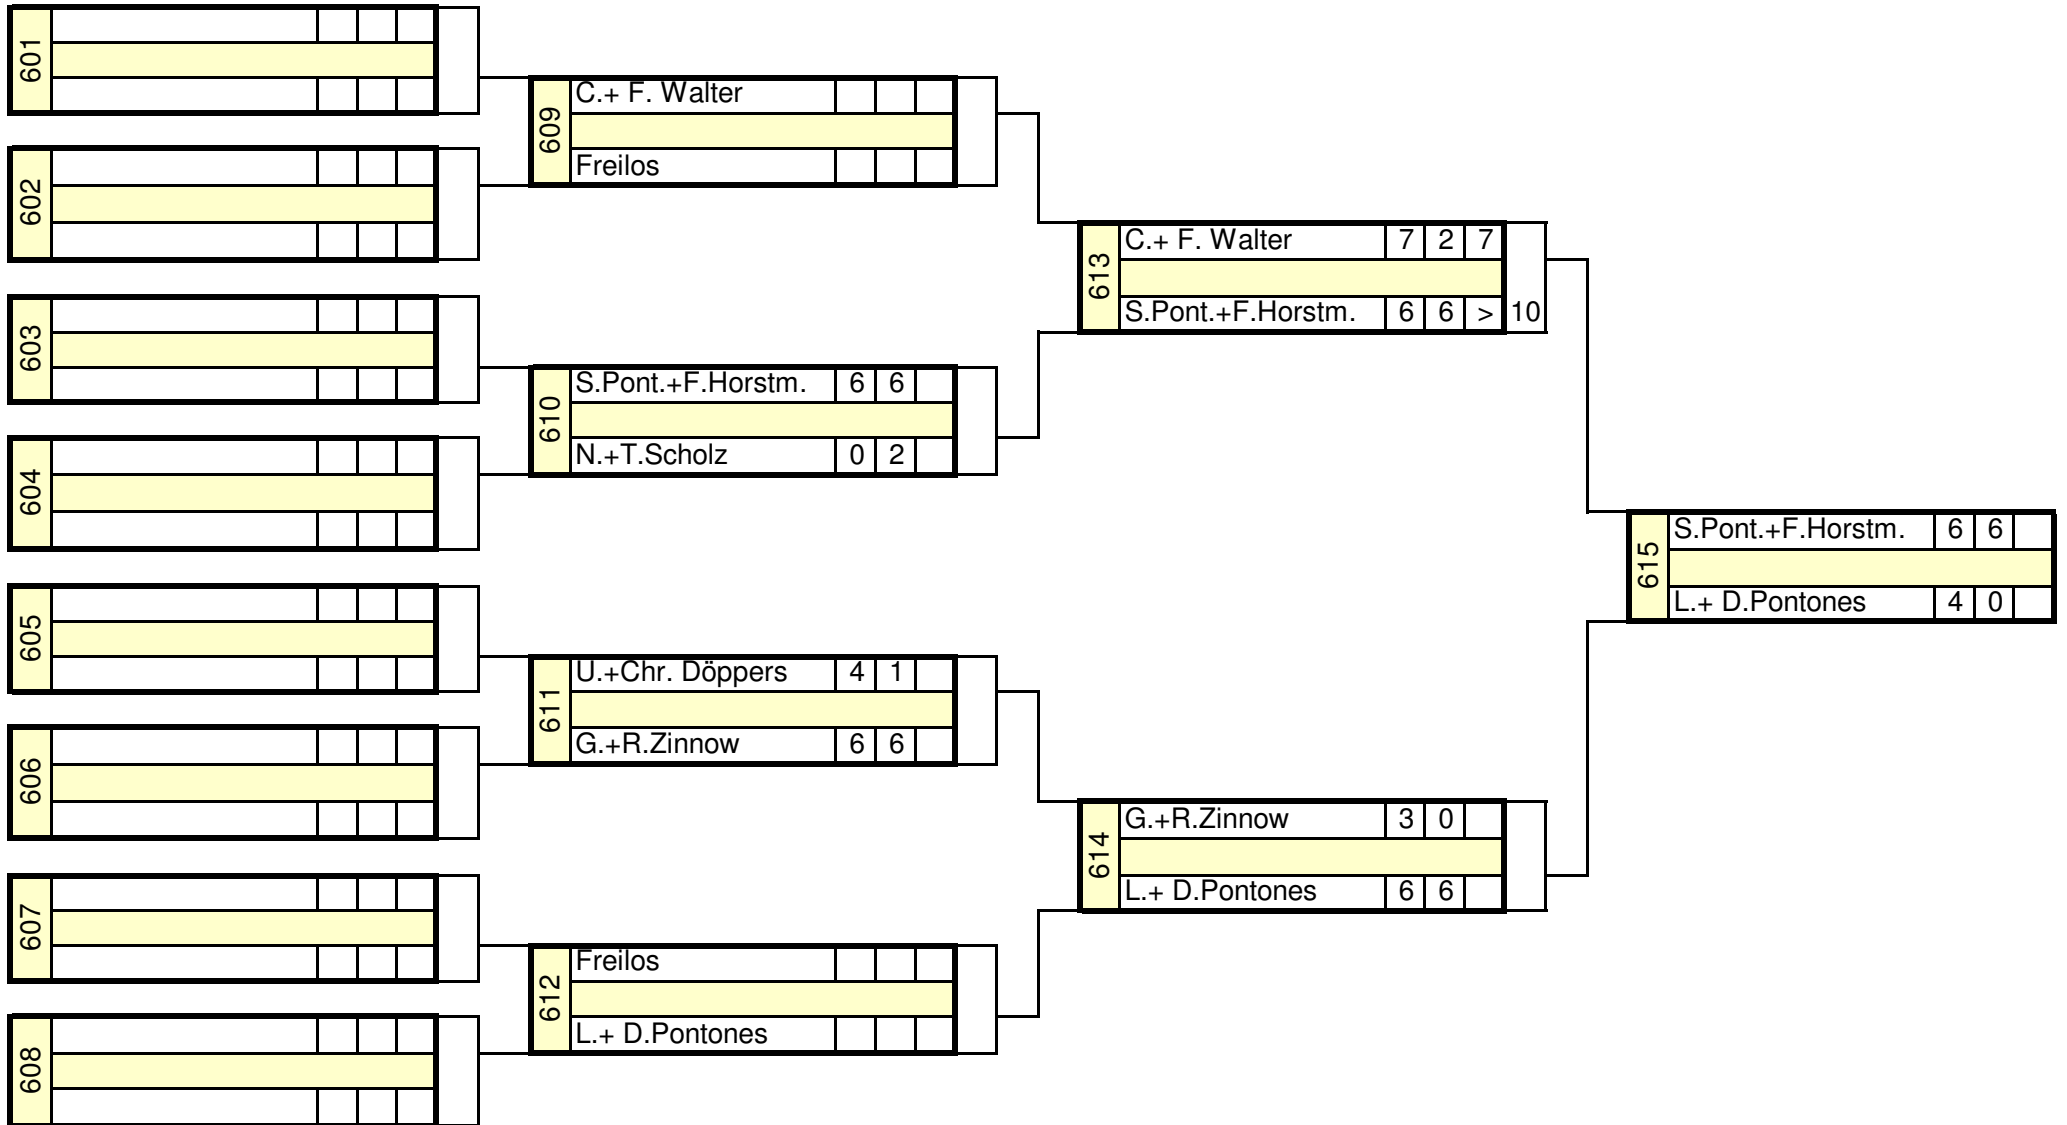 601
602
603
604
605
606
607
608
609
C.+ F. Walter
Freilos
610
S.Pont.+F.Horstm. 6 6
N.+T.Scholz 0 2
611
U.+Chr. Döppers 4 1
G.+R.Zinnow 6 6
612
Freilos
L.+ D.Pontones
613
C.+ F. Walter 7 2 7
S.Pont.+F.Horstm. 6 6 > 10
614
G.+R.Zinnow 3 0
L.+ D.Pontones 6 6
615
S.Pont.+F.Horstm. 6 6
L.+ D.Pontones 4 0